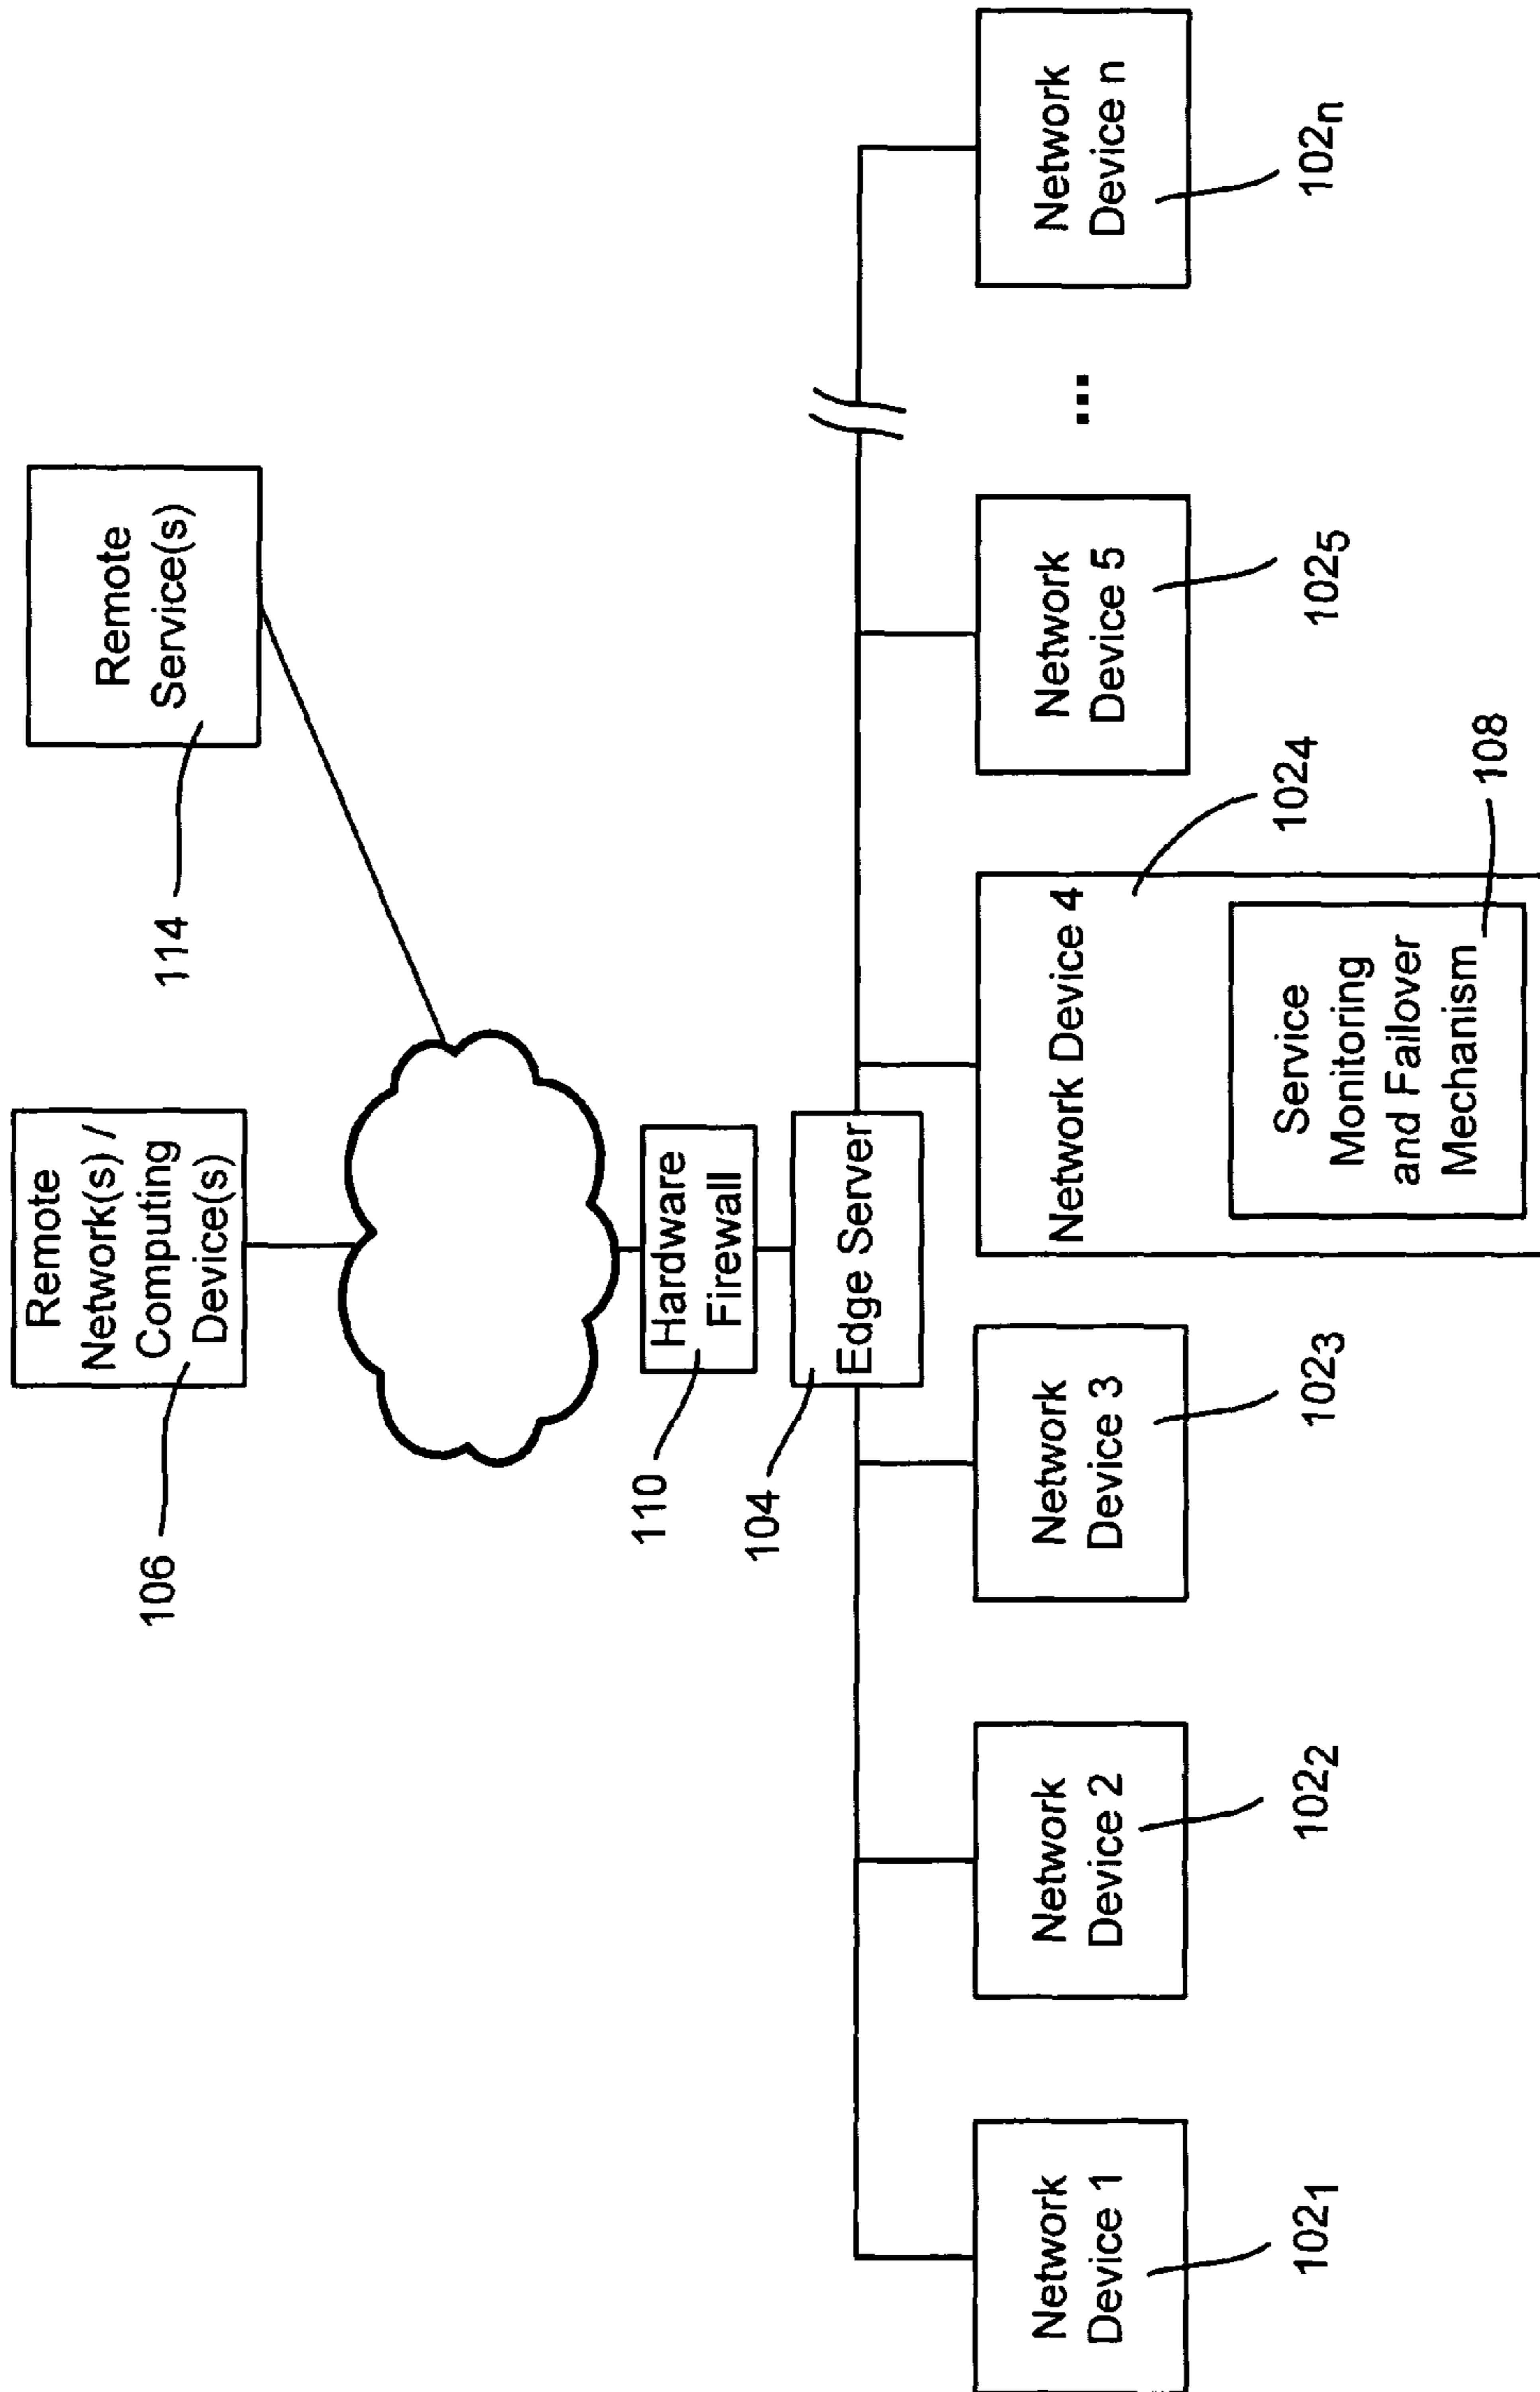 Remote
Network(s) /
Computing
Device(s)
106
Remote
Service(s)
114
Hardware
Firewall
110
Edge Server
104
Network
Device 1
102₁
Network
Device 2
102₂
Network
Device 3
102₃
Network Device 4
102₄
Service
Monitoring
and Failover
Mechanism
108
Network
Device 5
102₅
...
Network
Device n
102ₙ